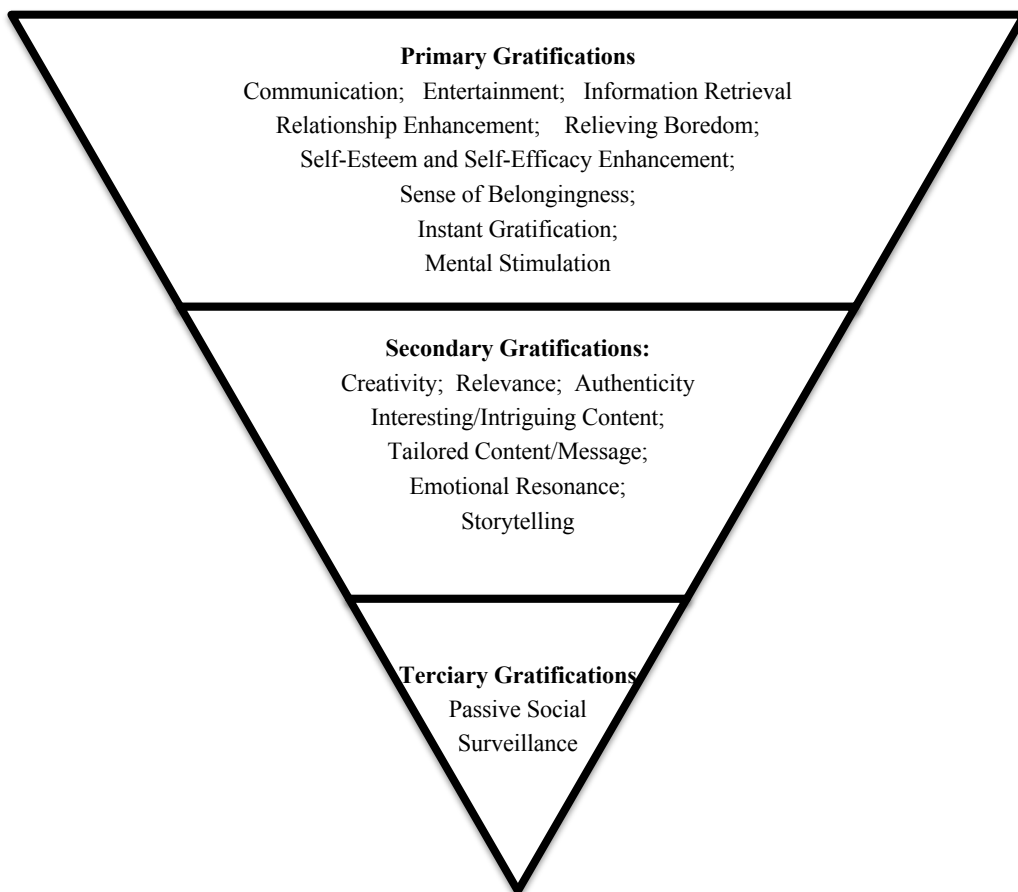 Primary Gratifications
Communication; Entertainment; Information Retrieval
Relationship Enhancement; Relieving Boredom;
Self-Esteem and Self-Efficacy Enhancement;
Sense of Belongingness;
Instant Gratification;
Mental Stimulation
Secondary Gratifications:
Creativity; Relevance; Authenticity
Interesting/Intriguing Content;
Tailored Content/Message;
Emotional Resonance;
Storytelling
Terciary Gratifications
Passive Social
Surveillance